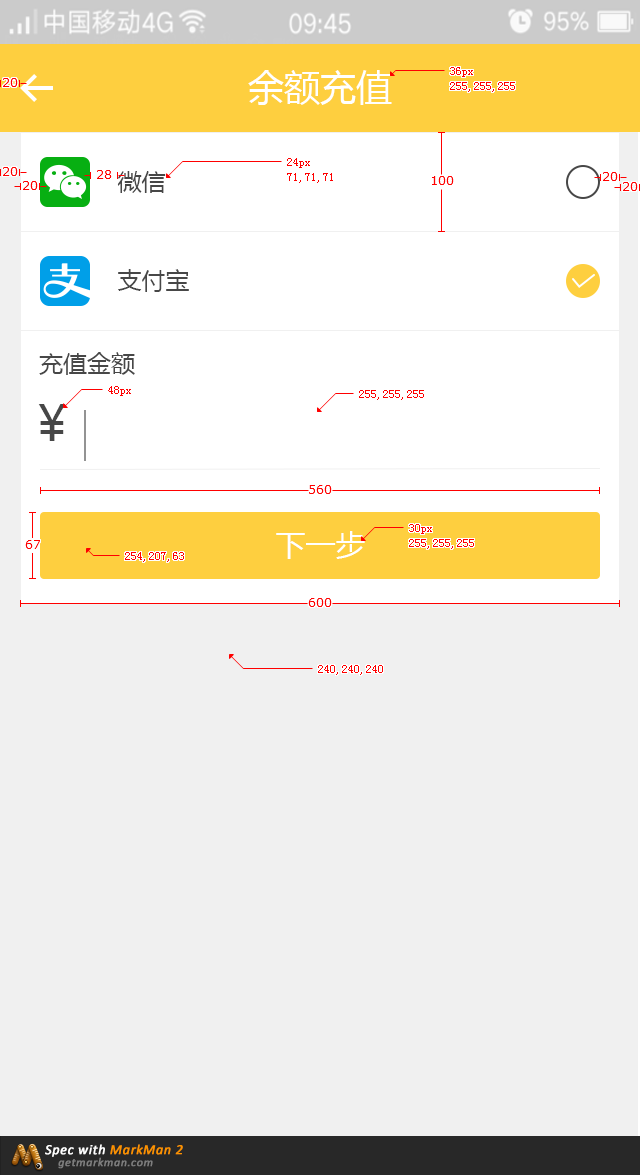 中国移动4G 09:45 95%
20 余额充值 36px
255, 255, 255
20 20 28 微信 24px 20 20
71, 71, 71
100
支 支付宝
充值金额
¥ 48px 255, 255, 255
560
67 下一步 30px
255, 255, 255
254, 207, 63
600
240, 240, 240
Spec with MarkMan 2
getmarkman.com